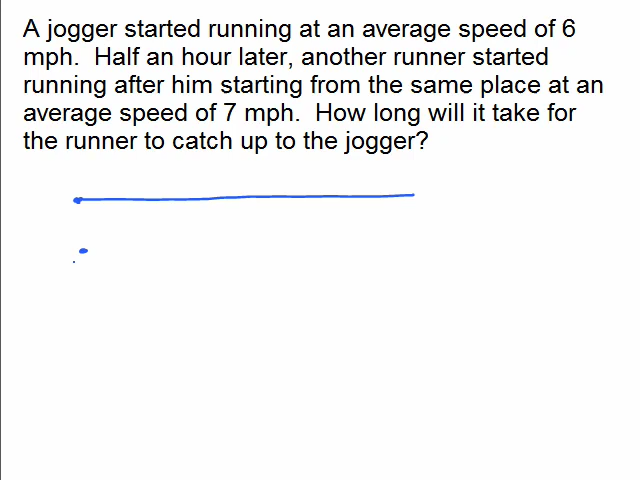 A jogger started running at an average speed of 6
mph.  Half an hour later, another runner started
running after him starting from the same place at an
average speed of 7 mph.  How long will it take for
the runner to catch up to the jogger?